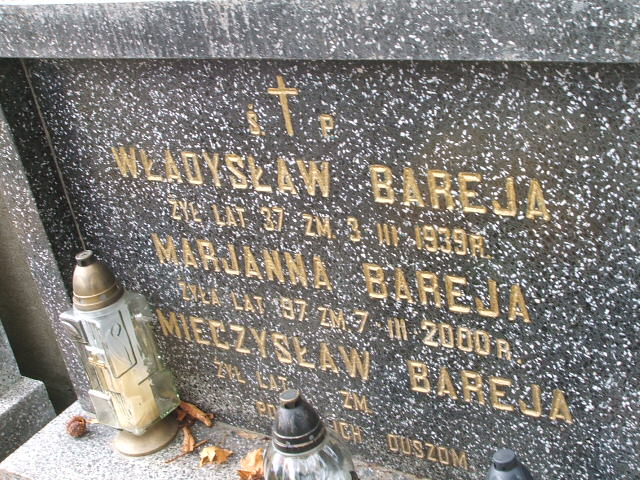 Ś. P
WŁADYSŁAW BAREJA
ŻYŁ LAT 37 ZM. 3 III 1939R.
MARJANNA BAREJA
ŻYŁA LAT 97 ZM 7 III 2000R.
MIECZYSŁAW BAREJA
ŻYŁ LAT ZM.
DUSZOM.